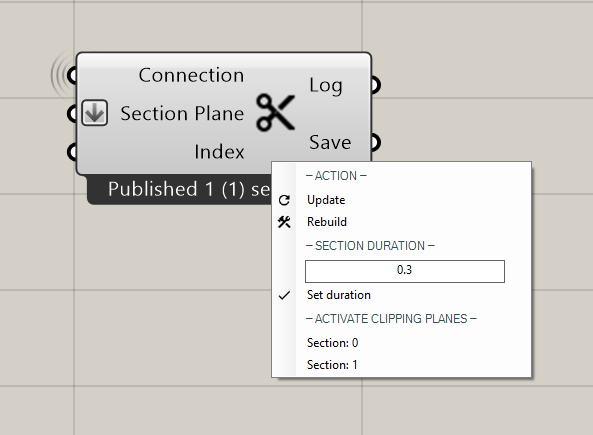 Connection
Section Plane
Index
Log
Save
Published 1 (1) se
– ACTION –
Update
Rebuild
– SECTION DURATION –
0.3
Set duration
– ACTIVATE CLIPPING PLANES –
Section: 0
Section: 1